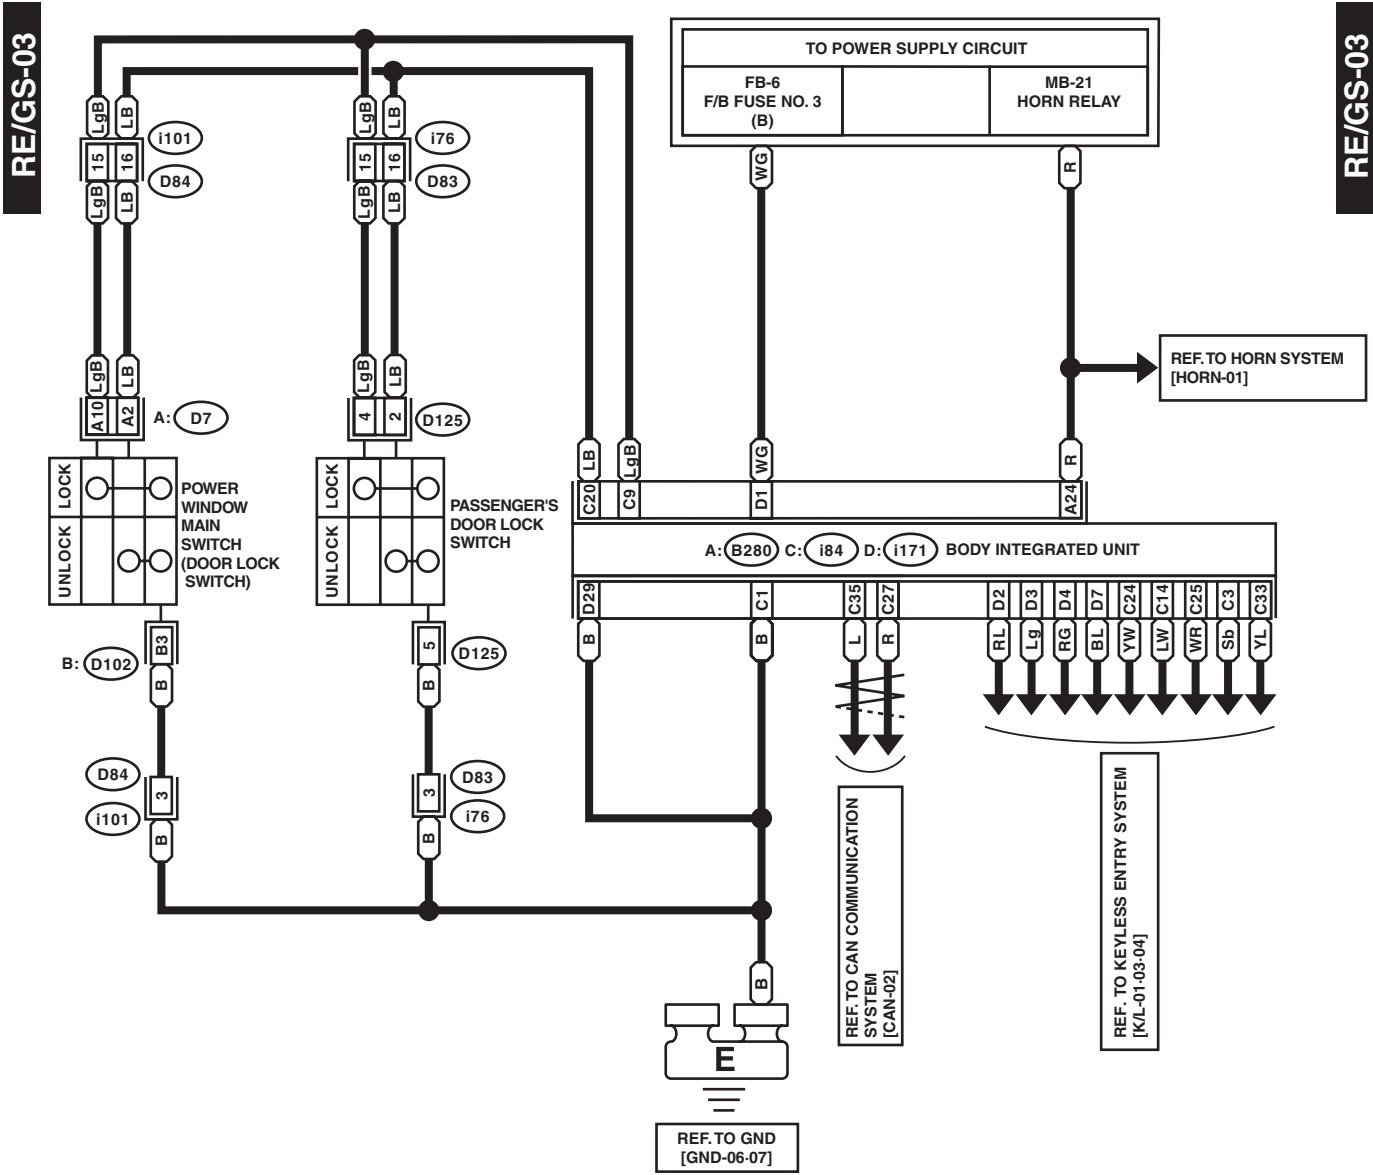 RE/GS-03
RE/GS-03
TO POWER SUPPLY CIRCUIT
FB-6
F/B FUSE NO. 3
(B)
MB-21
HORN RELAY
LgB
LB
LgB
LB
i101
i76
15
16
15
16
D84
D83
LgB
LB
LgB
LB
WG
R
REF. TO HORN SYSTEM
[HORN-01]
LgB
LB
LgB
LB
A10
A2
A:
D7
4
2
D125
LB
LgB
WG
R
LOCK
UNLOCK
POWER
WINDOW
MAIN
SWITCH
(DOOR LOCK
SWITCH)
LOCK
UNLOCK
PASSENGER'S
DOOR LOCK
SWITCH
C20
C9
D1
A24
A:
B280
C:
i84
D:
i171
BODY INTEGRATED UNIT
D29
C1
C35
C27
D2
D3
D4
D7
C24
C14
C25
C3
C33
B
B
L
R
RL
Lg
RG
BL
YW
LW
WR
Sb
YL
B3
B:
D102
B
5
D125
B
D84
3
i101
B
D83
3
i76
B
REF. TO CAN COMMUNICATION
SYSTEM
[CAN-02]
REF. TO KEYLESS ENTRY SYSTEM
[K/L-01·03·04]
B
E
REF. TO GND
[GND-06·07]